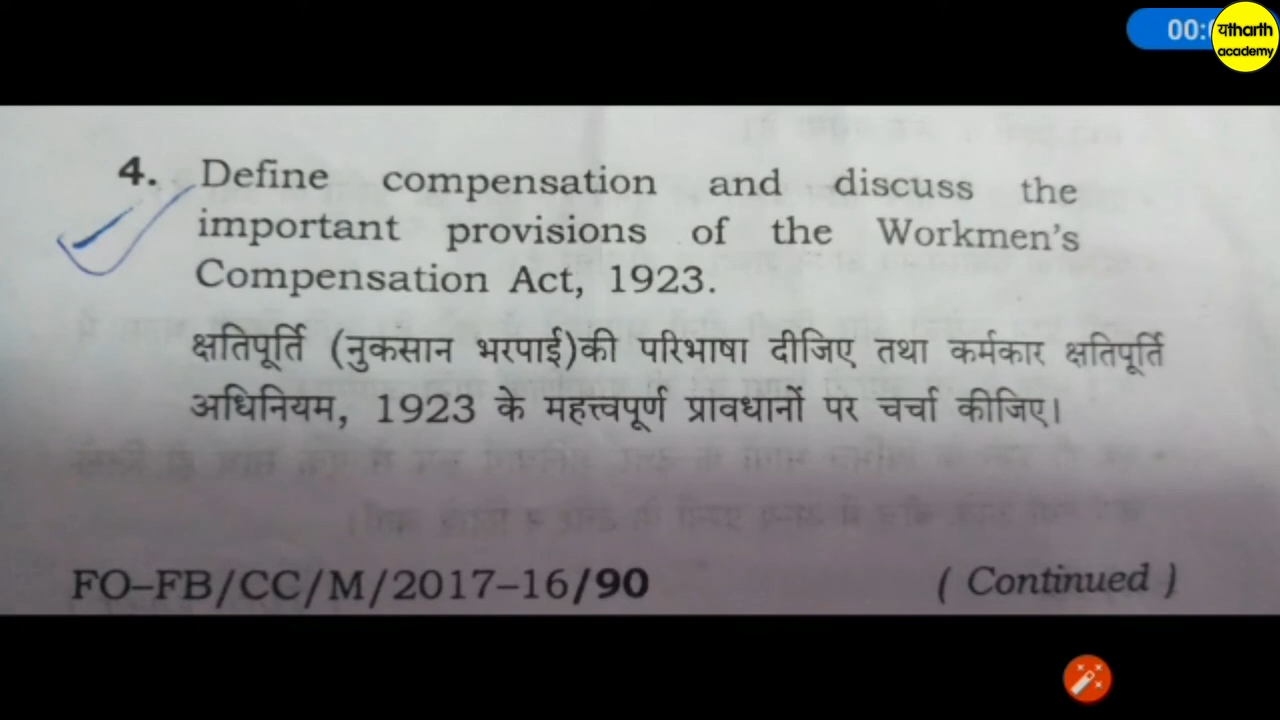 00:
यtharth
academy
4. Define compensation and discuss the
important provisions of the Workmen's
Compensation Act, 1923.
क्षतिपूर्ति (नुकसान भरपाई)की परिभाषा दीजिए तथा कर्मकार क्षतिपूर्ति
अधिनियम, 1923 के महत्त्वपूर्ण प्रावधानों पर चर्चा कीजिए।
FO–FB/CC/M/2017–16/90 ( Continued )